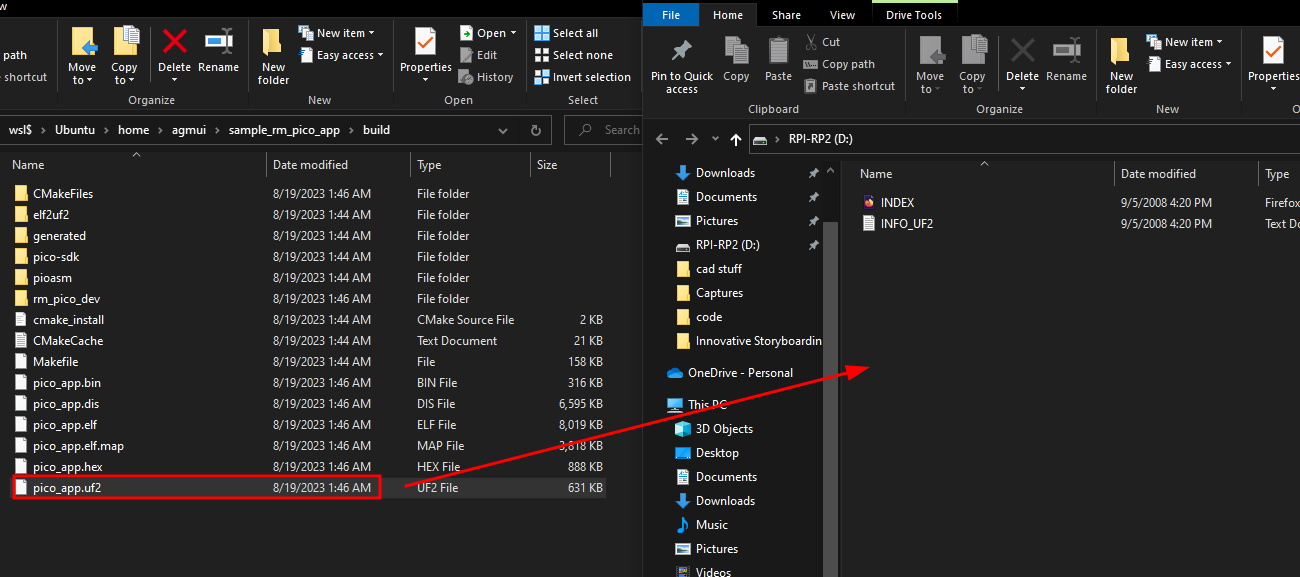 w
path
shortcut
Move
to
Copy
to
Delete
Rename
Organize
New
folder
New item
Easy access
New
Properties
Open
Edit
History
Open
Select all
Select none
Invert selection
Select
wsl$ > Ubuntu > home > agmui > sample_rm_pico_app > build
Search
Name Date modified Type Size
CMakeFiles 8/19/2023 1:46 AM File folder
elf2uf2 8/19/2023 1:44 AM File folder
generated 8/19/2023 1:46 AM File folder
pico-sdk 8/19/2023 1:44 AM File folder
pioasm 8/19/2023 1:44 AM File folder
rm_pico_dev 8/19/2023 1:46 AM File folder
cmake_install 8/19/2023 1:44 AM CMake Source File 2 KB
CMakeCache 8/19/2023 1:44 AM Text Document 21 KB
Makefile 8/19/2023 1:46 AM File 158 KB
pico_app.bin 8/19/2023 1:46 AM BIN File 316 KB
pico_app.dis 8/19/2023 1:46 AM DIS File 6,595 KB
pico_app.elf 8/19/2023 1:46 AM ELF File 8,019 KB
pico_app.elf.map 8/19/2023 1:46 AM MAP File 3,818 KB
pico_app.hex 8/19/2023 1:46 AM HEX File 888 KB
pico_app.uf2 8/19/2023 1:46 AM UF2 File 631 KB
File Home Share View Drive Tools
Pin to Quick
access
Copy
Paste
Cut
Copy path
Paste shortcut
Clipboard
Move
to
Copy
to
Delete
Rename
Organize
New
folder
New item
Easy access
New
Properties
O
RPI-RP2 (D:)
Downloads
Documents
Pictures
RPI-RP2 (D:)
cad stuff
Captures
code
Innovative Storyboardin
OneDrive - Personal
This PC
3D Objects
Desktop
Documents
Downloads
Music
Pictures
Videos
Name Date modified Type
INDEX 9/5/2008 4:20 PM Firefox
INFO_UF2 9/5/2008 4:20 PM Text Do